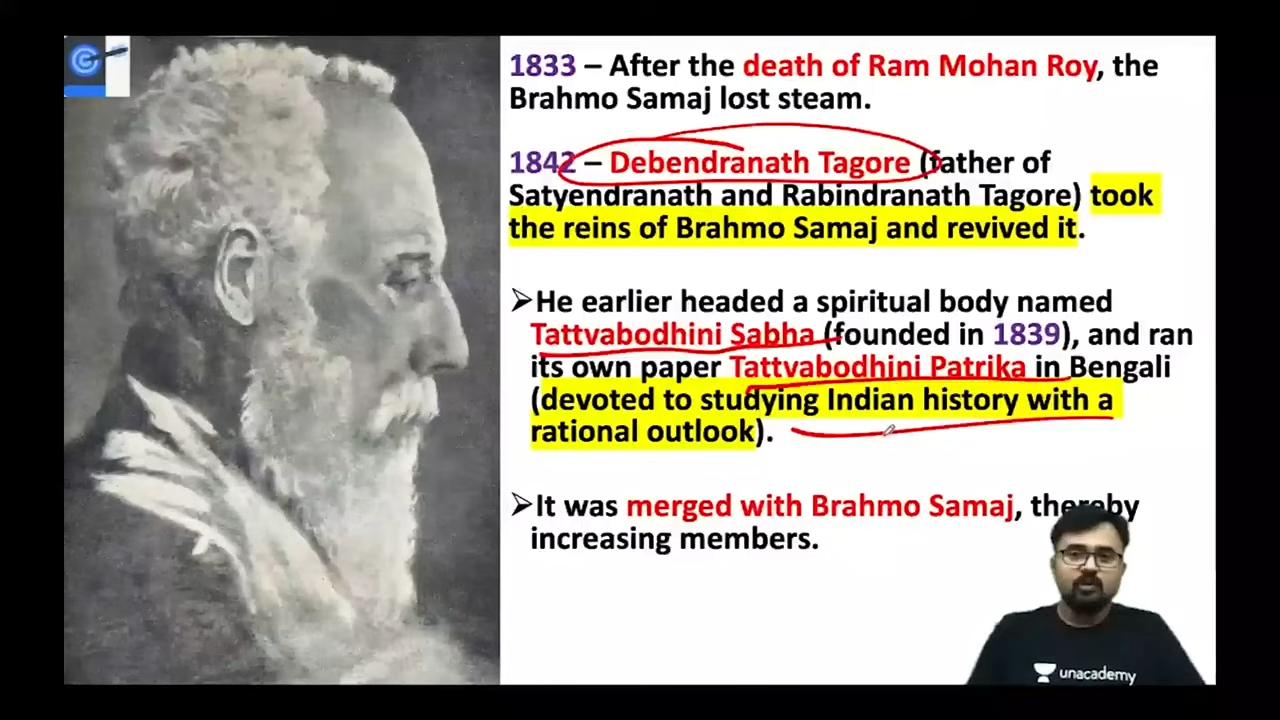 1833 – After the death of Ram Mohan Roy, the
Brahmo Samaj lost steam.
1842 – Debendranath Tagore (father of
Satyendranath and Rabindranath Tagore) took
the reins of Brahmo Samaj and revived it.
➢He earlier headed a spiritual body named
Tattvabodhini Sabha (founded in 1839), and ran
its own paper Tattvabodhini Patrika in Bengali
(devoted to studying Indian history with a
rational outlook).
➢It was merged with Brahmo Samaj, thereby
increasing members.
unacademy